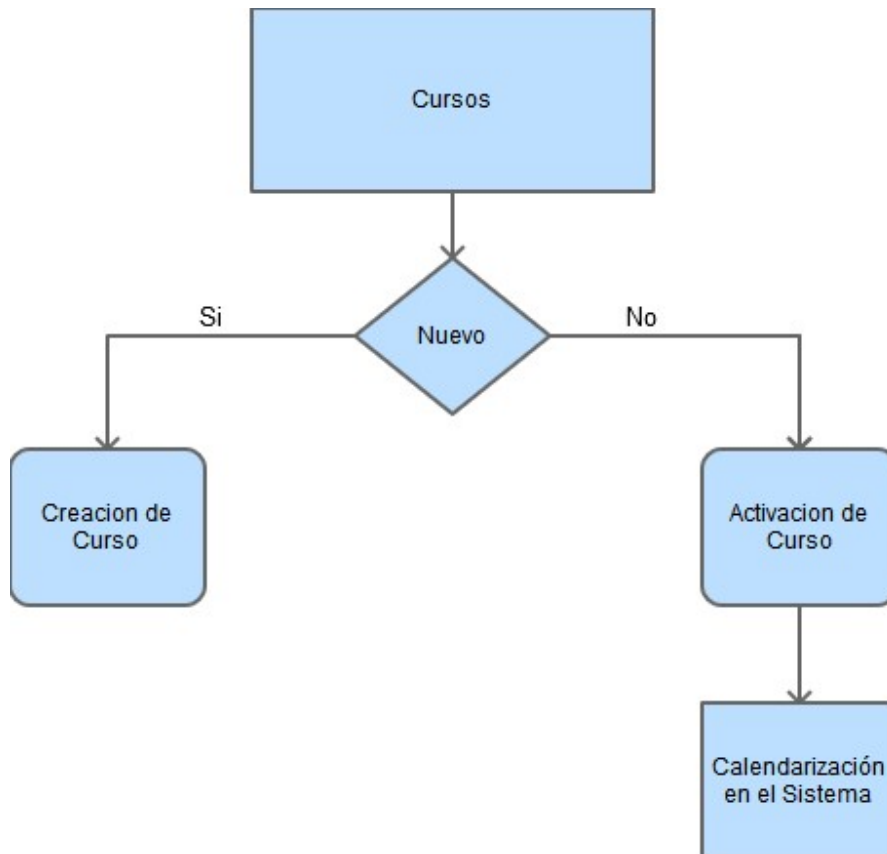 Cursos
Si
Nuevo
No
Creacion de
Curso
Activacion de
Curso
Calendarización
en el Sistema